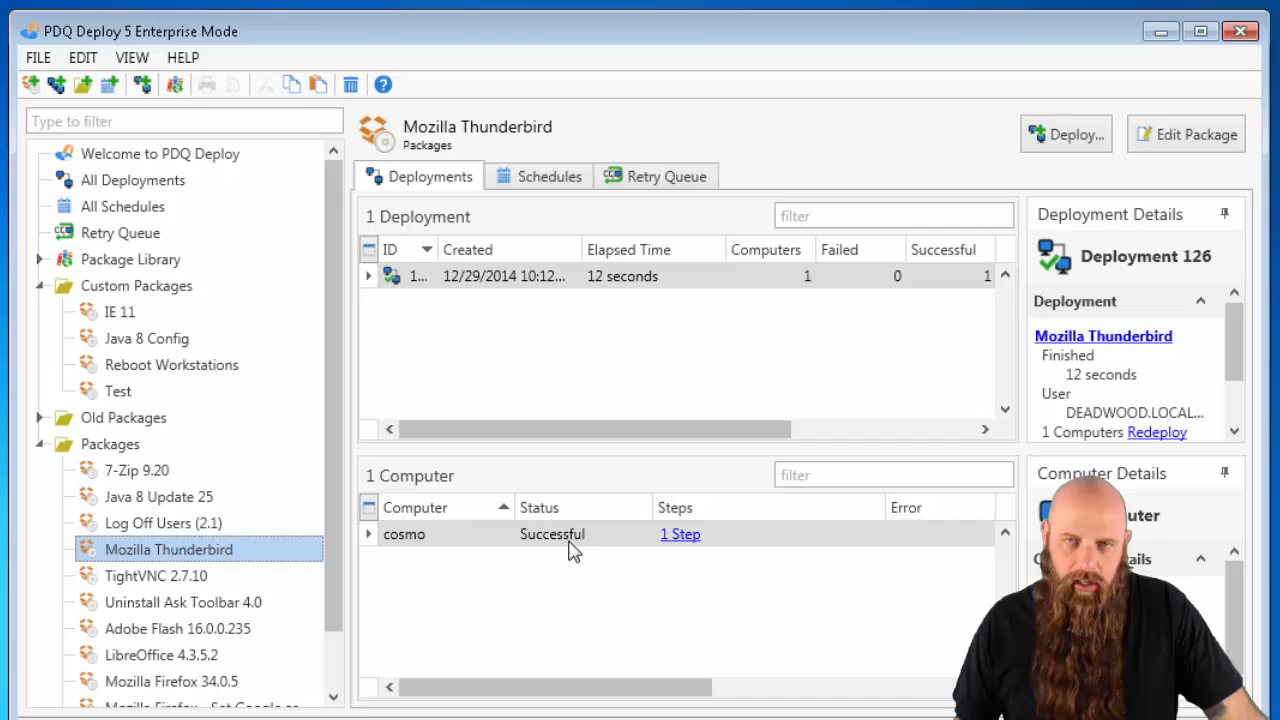 PDQ Deploy 5 Enterprise Mode
FILE EDIT VIEW HELP
Type to filter
Welcome to PDQ Deploy
All Deployments
All Schedules
Retry Queue
Package Library
Custom Packages
IE 11
Java 8 Config
Reboot Workstations
Test
Old Packages
Packages
7-Zip 9.20
Java 8 Update 25
Log Off Users (2.1)
Mozilla Thunderbird
TightVNC 2.7.10
Uninstall Ask Toolbar 4.0
Adobe Flash 16.0.0.235
LibreOffice 4.3.5.2
Mozilla Firefox 34.0.5
Mozilla Thunderbird
Packages
Deploy... Edit Package
Deployments Schedules Retry Queue
1 Deployment filter
ID Created Elapsed Time Computers Failed Successful
1... 12/29/2014 10:12... 12 seconds 1 0 1
1 Computer filter
Computer Status Steps Error
cosmo Successful 1 Step
Deployment Details
Deployment 126
Deployment
Mozilla Thunderbird
Finished
12 seconds
User
DEADWOOD.LOCAL...
1 Computers Redeploy
Computer Details